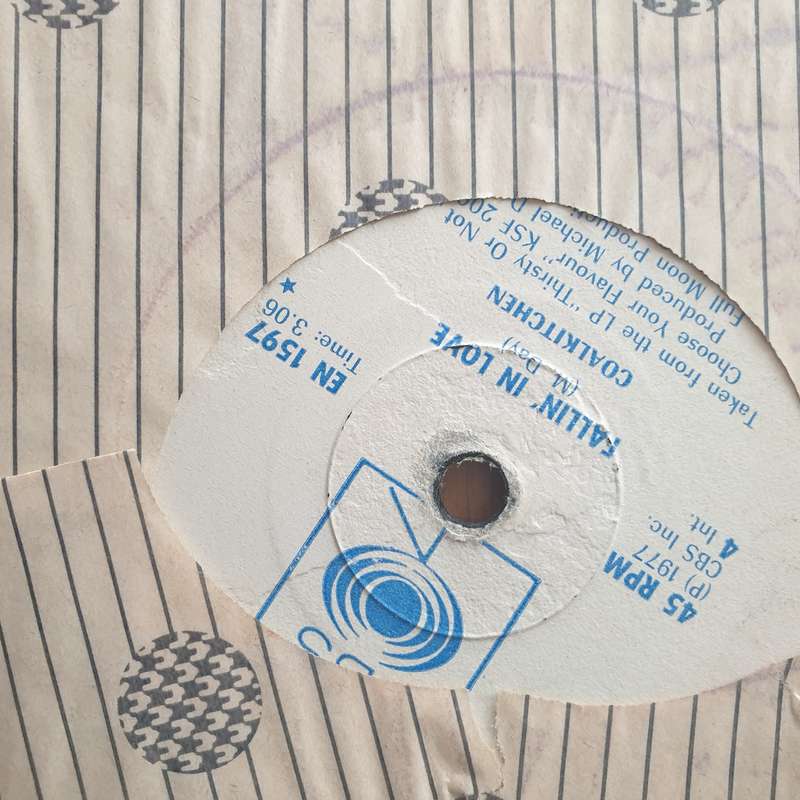 45 RPM
(P) 1977
CBS Inc.
4 Int.
EN 1597
Time: 3.06
FALLIN' IN LOVE
(M. Day)
COALKITCHEN
Taken from the LP "Thirsty Or Not
Choose Your Flavour" KSF
Produced by Michael
Full Moon